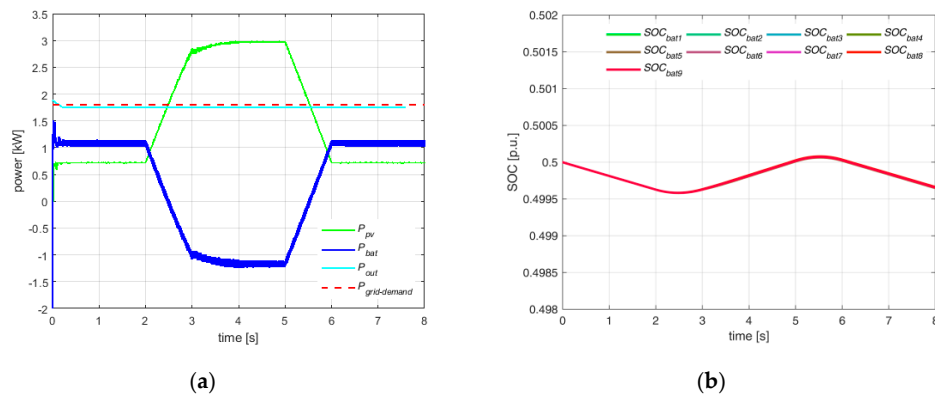 3.5
3
2.5
2
1.5
1
0.5
0
-0.5
-1
-1.5
-2
power [kW]
P_pv
P_bat
P_out
P_grid-demand
0 1 2 3 4 5 6 7 8
time [s]
(a)
0.502
0.5015
0.501
0.5005
0.5
0.4995
0.499
0.4985
0.498
SOC [p.u.]
SOC_bat1 SOC_bat2 SOC_bat3 SOC_bat4
SOC_bat5 SOC_bat6 SOC_bat7 SOC_bat8
SOC_bat9
0 1 2 3 4 5 6 7 8
time [s]
(b)